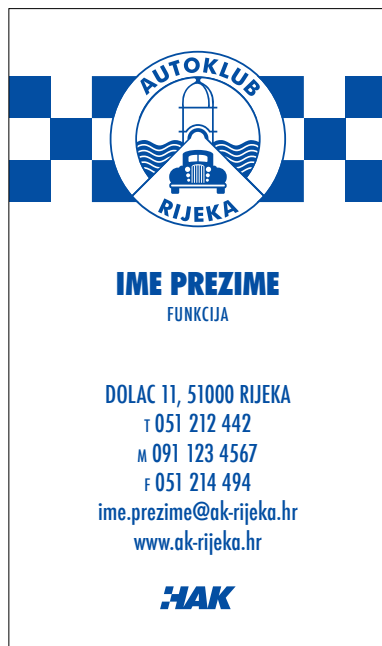 AUTOKLUB
RIJEKA
IME PREZIME
FUNKCIJA
DOLAC 11, 51000 RIJEKA
T 051 212 442
M 091 123 4567
F 051 214 494
ime.prezime@ak-rijeka.hr
www.ak-rijeka.hr
HAK